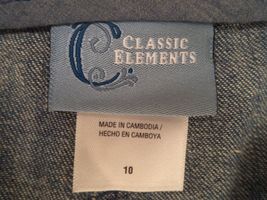 C.
CLASSIC
ELEMENTS
MADE IN CAMBODIA/
HECHO EN CAMBOYA
10